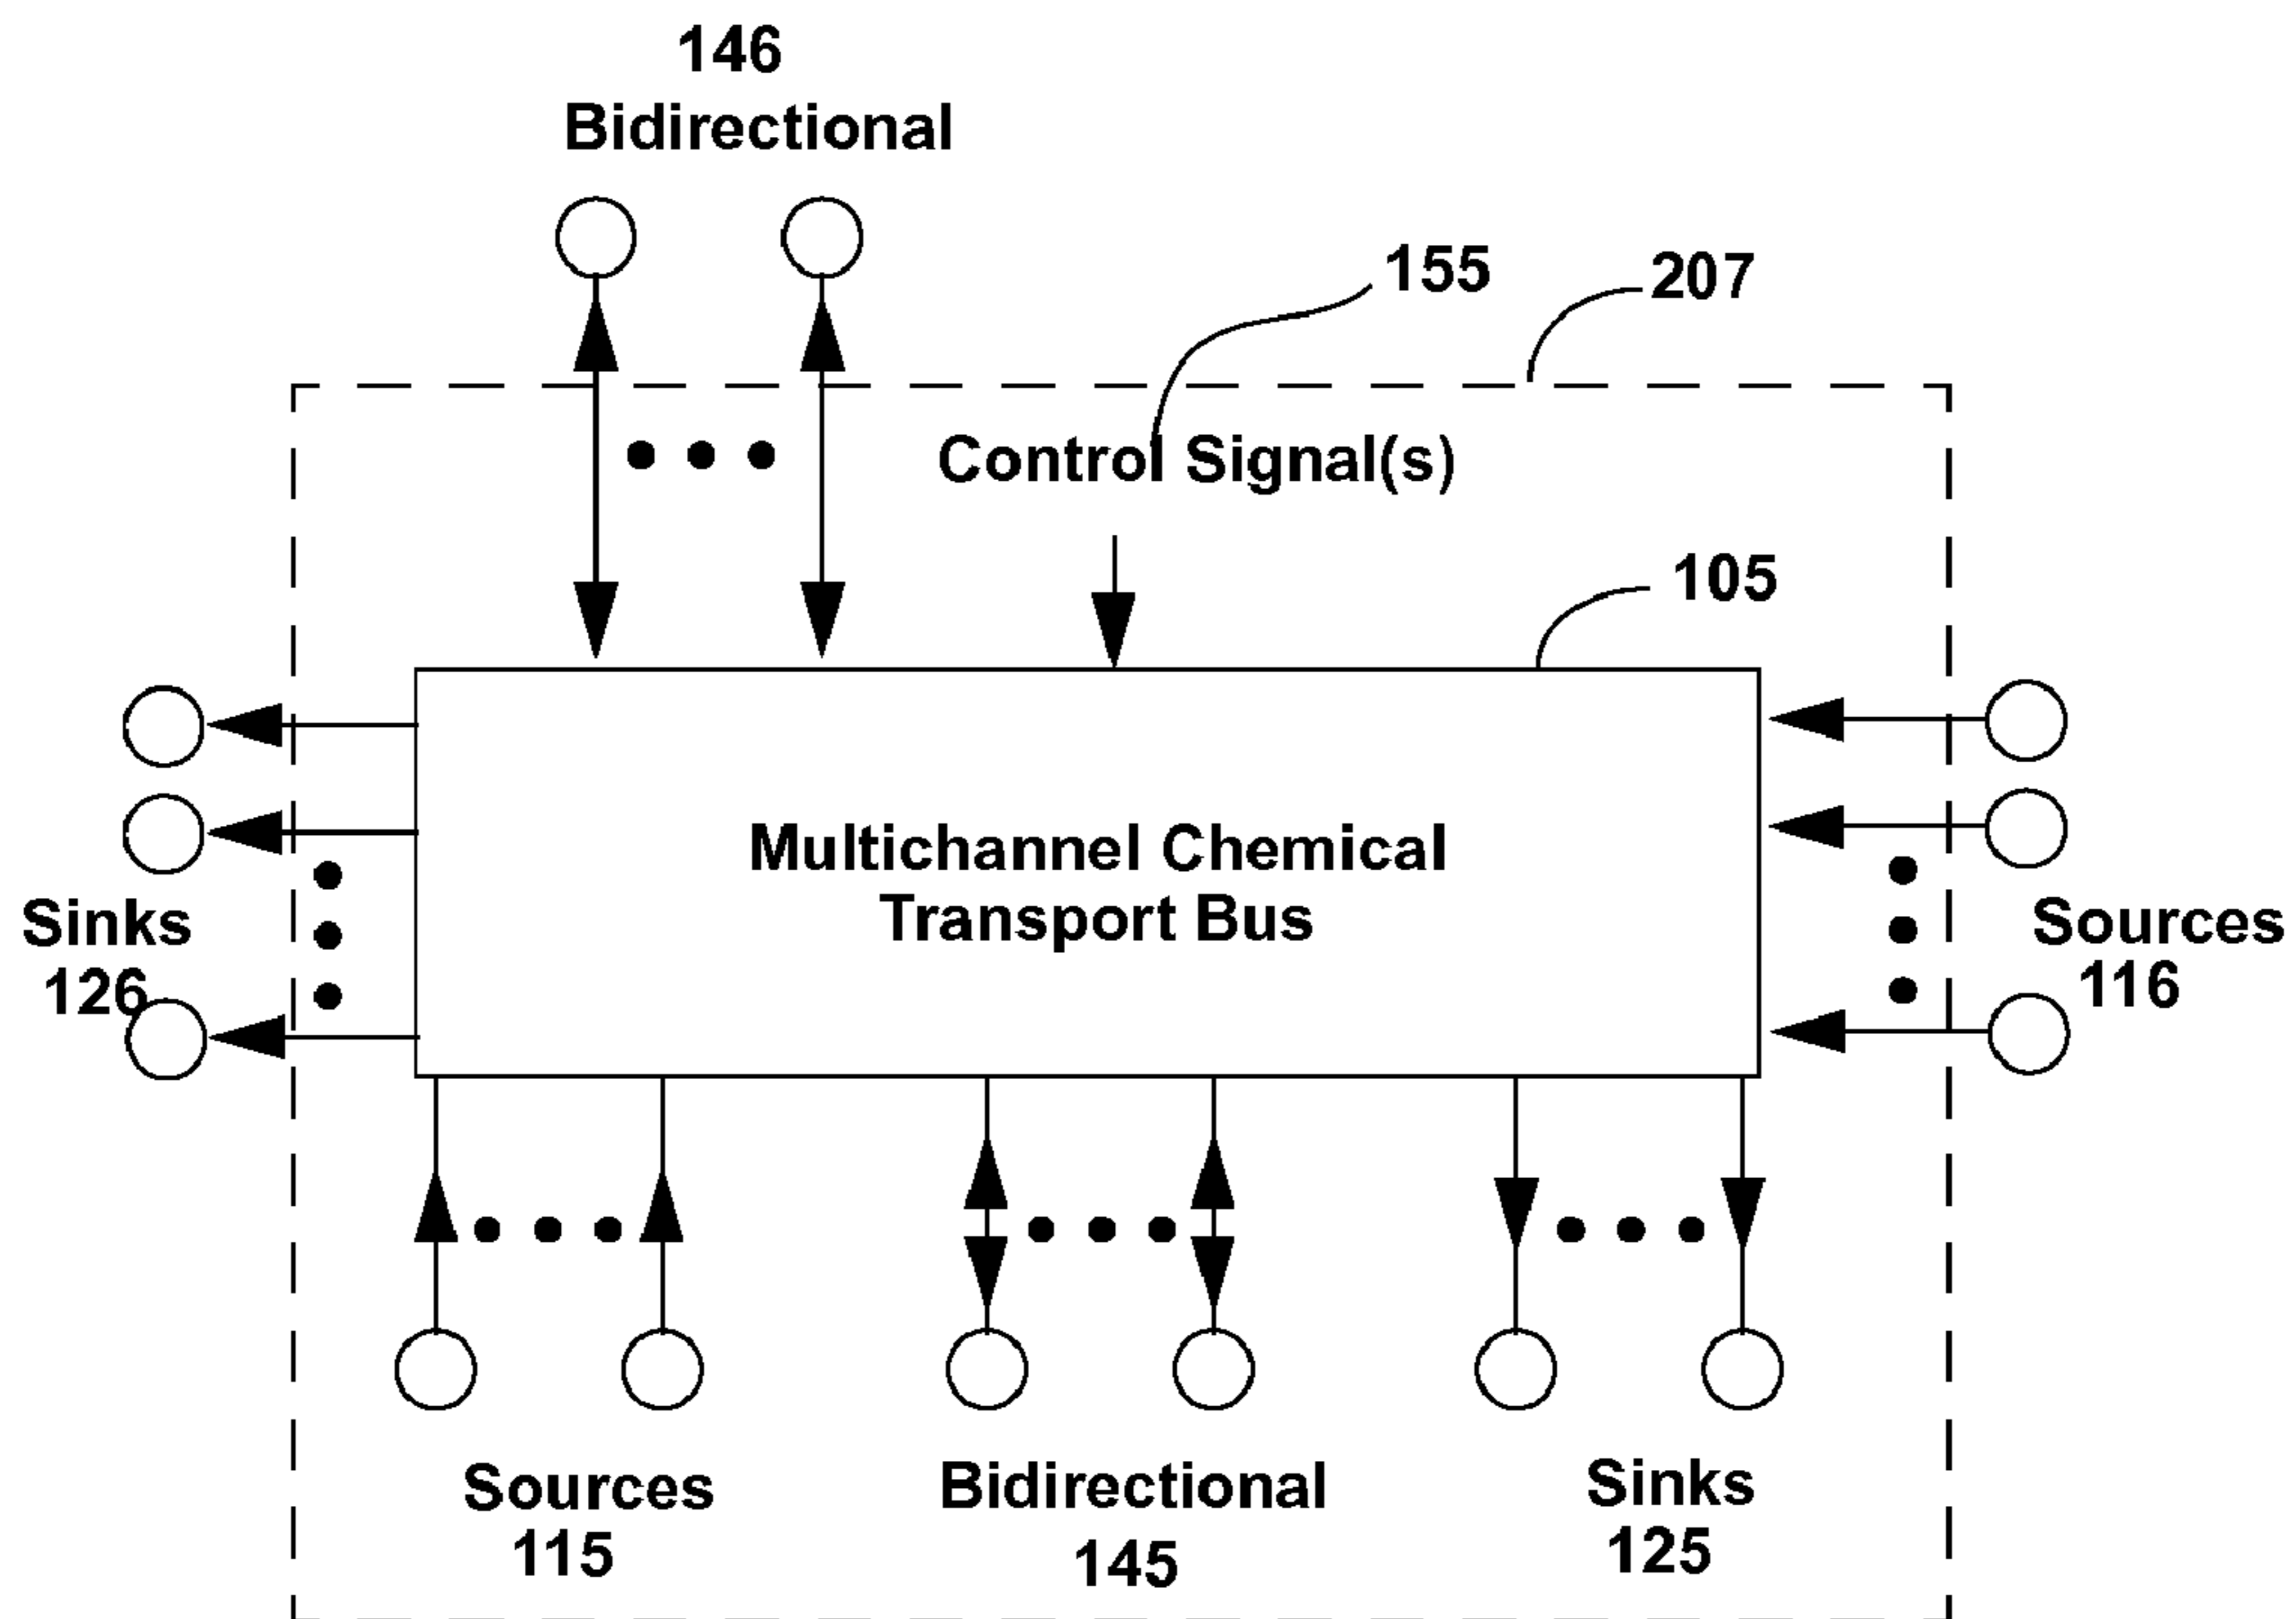 146
Bidirectional
155
207
Control Signal(s)
105
Multichannel Chemical
Transport Bus
Sinks
126
Sources
116
Sources
115
Bidirectional
145
Sinks
125